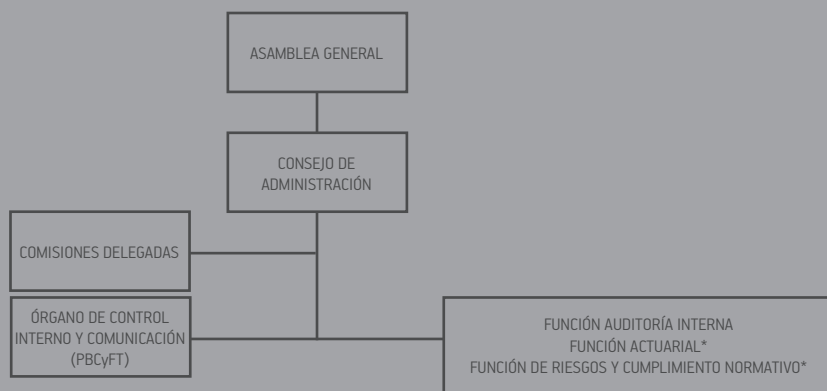 ASAMBLEA GENERAL
CONSEJO DE
ADMINISTRACIÓN
COMISIONES DELEGADAS
ÓRGANO DE CONTROL
INTERNO Y COMUNICACIÓN
(PBCyFT)
FUNCIÓN AUDITORÍA INTERNA
FUNCIÓN ACTUARIAL*
FUNCIÓN DE RIESGOS Y CUMPLIMIENTO NORMATIVO*